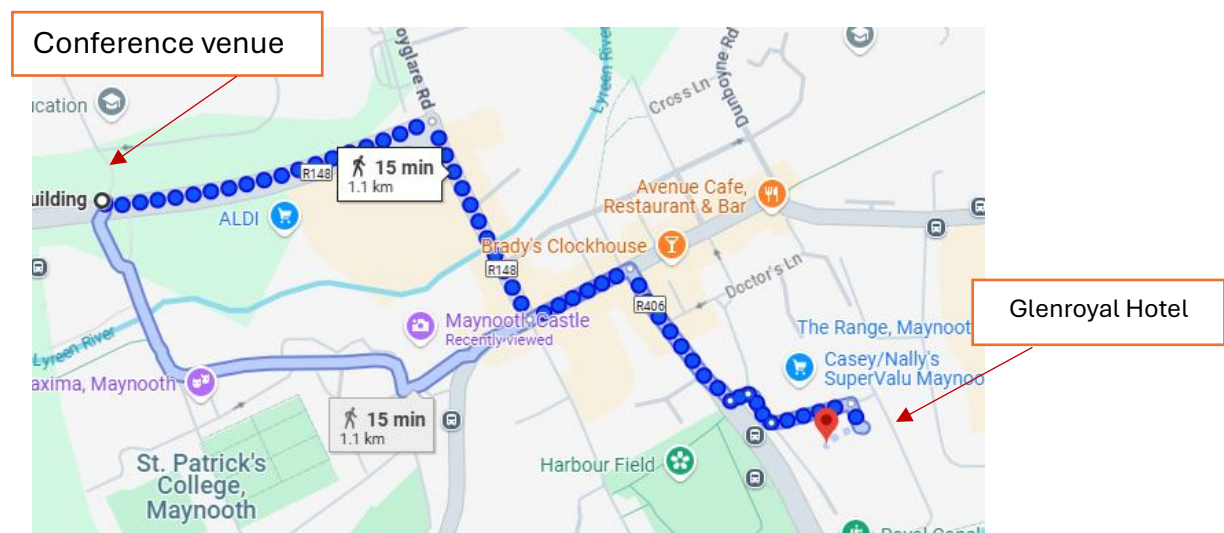 Conference venue
oyglare Rd
ucation
Lyreen River
Cross Ln
Dunboyne Rd
15 min
1.1 km
R148
uilding
ALDI
Avenue Cafe,
Restaurant & Bar
Brady's Clockhouse
R148
R406
Doctor's Ln
Glenroyal Hotel
Maynooth Castle
Recently viewed
The Range, Maynoot
Casey/Nally's
SuperValu Maynoo
Lyreen River
axima, Maynooth
15 min
1.1 km
St. Patrick's
College,
Maynooth
Harbour Field
Royal Canal